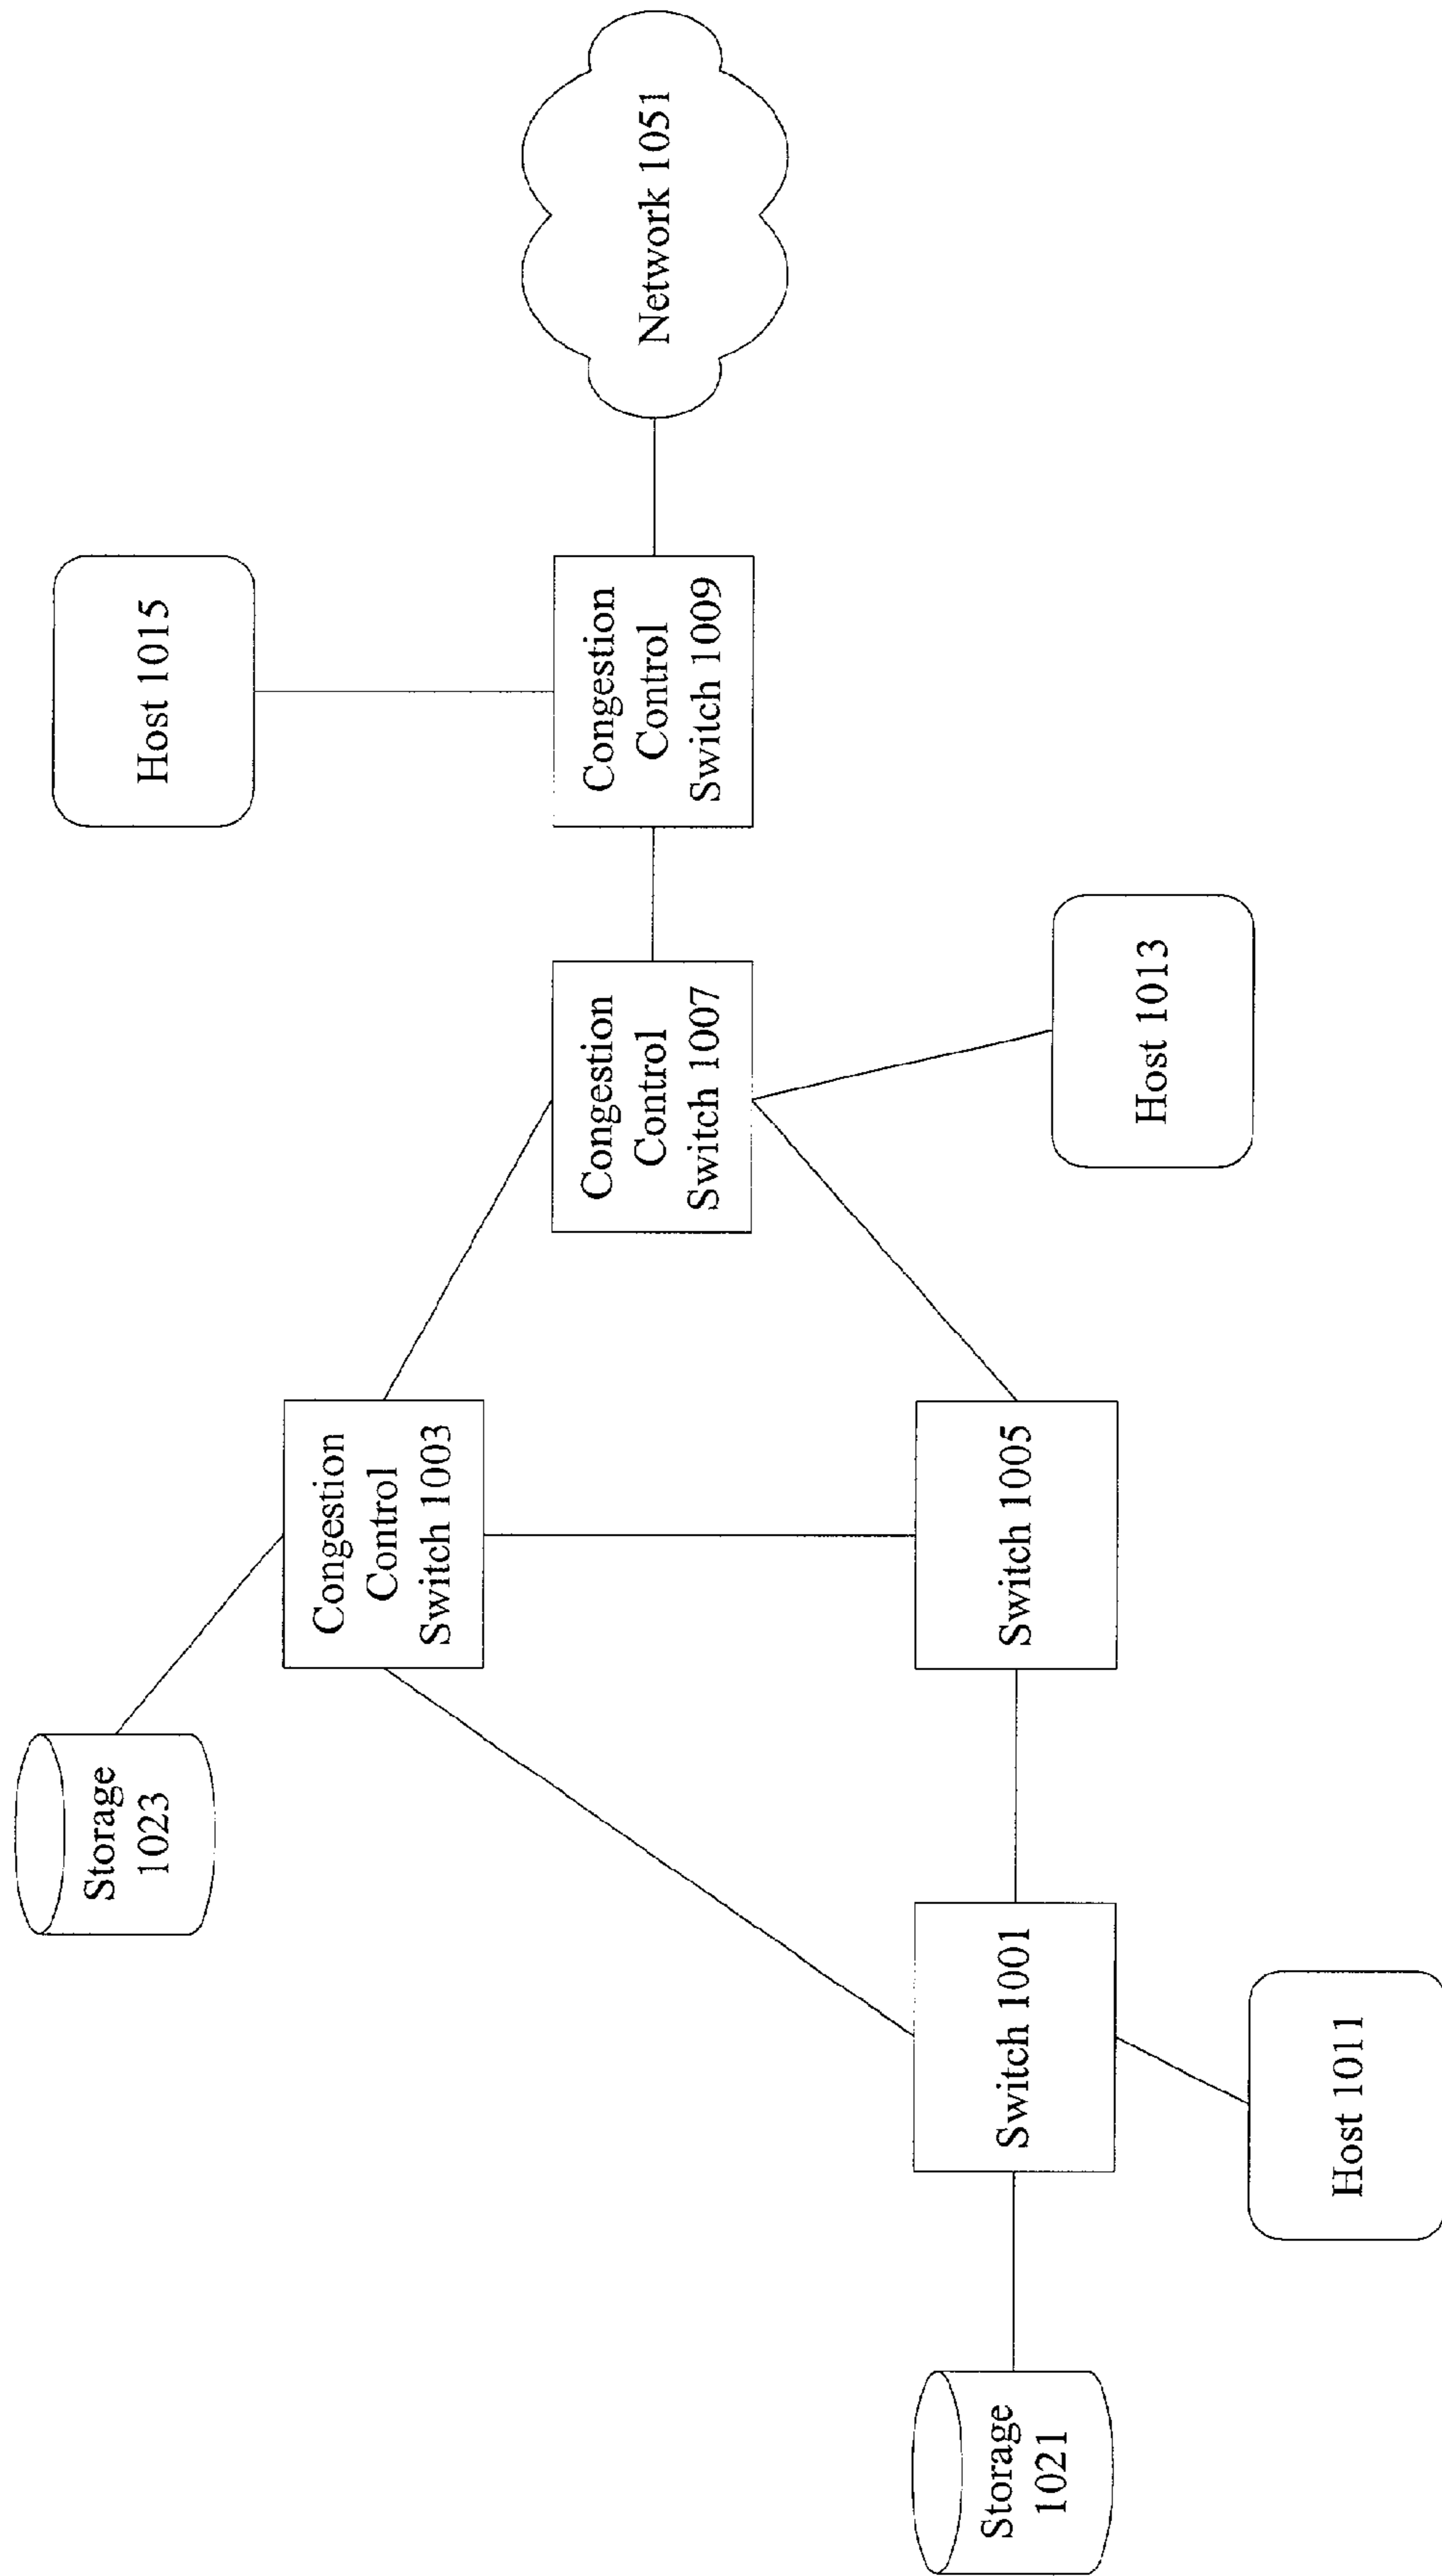 Storage
1023
Host 1015
Congestion
Control
Switch 1003
Congestion
Control
Switch 1007
Congestion
Control
Switch 1009
Network 1051
Storage
1021
Switch 1001
Switch 1005
Host 1013
Host 1011